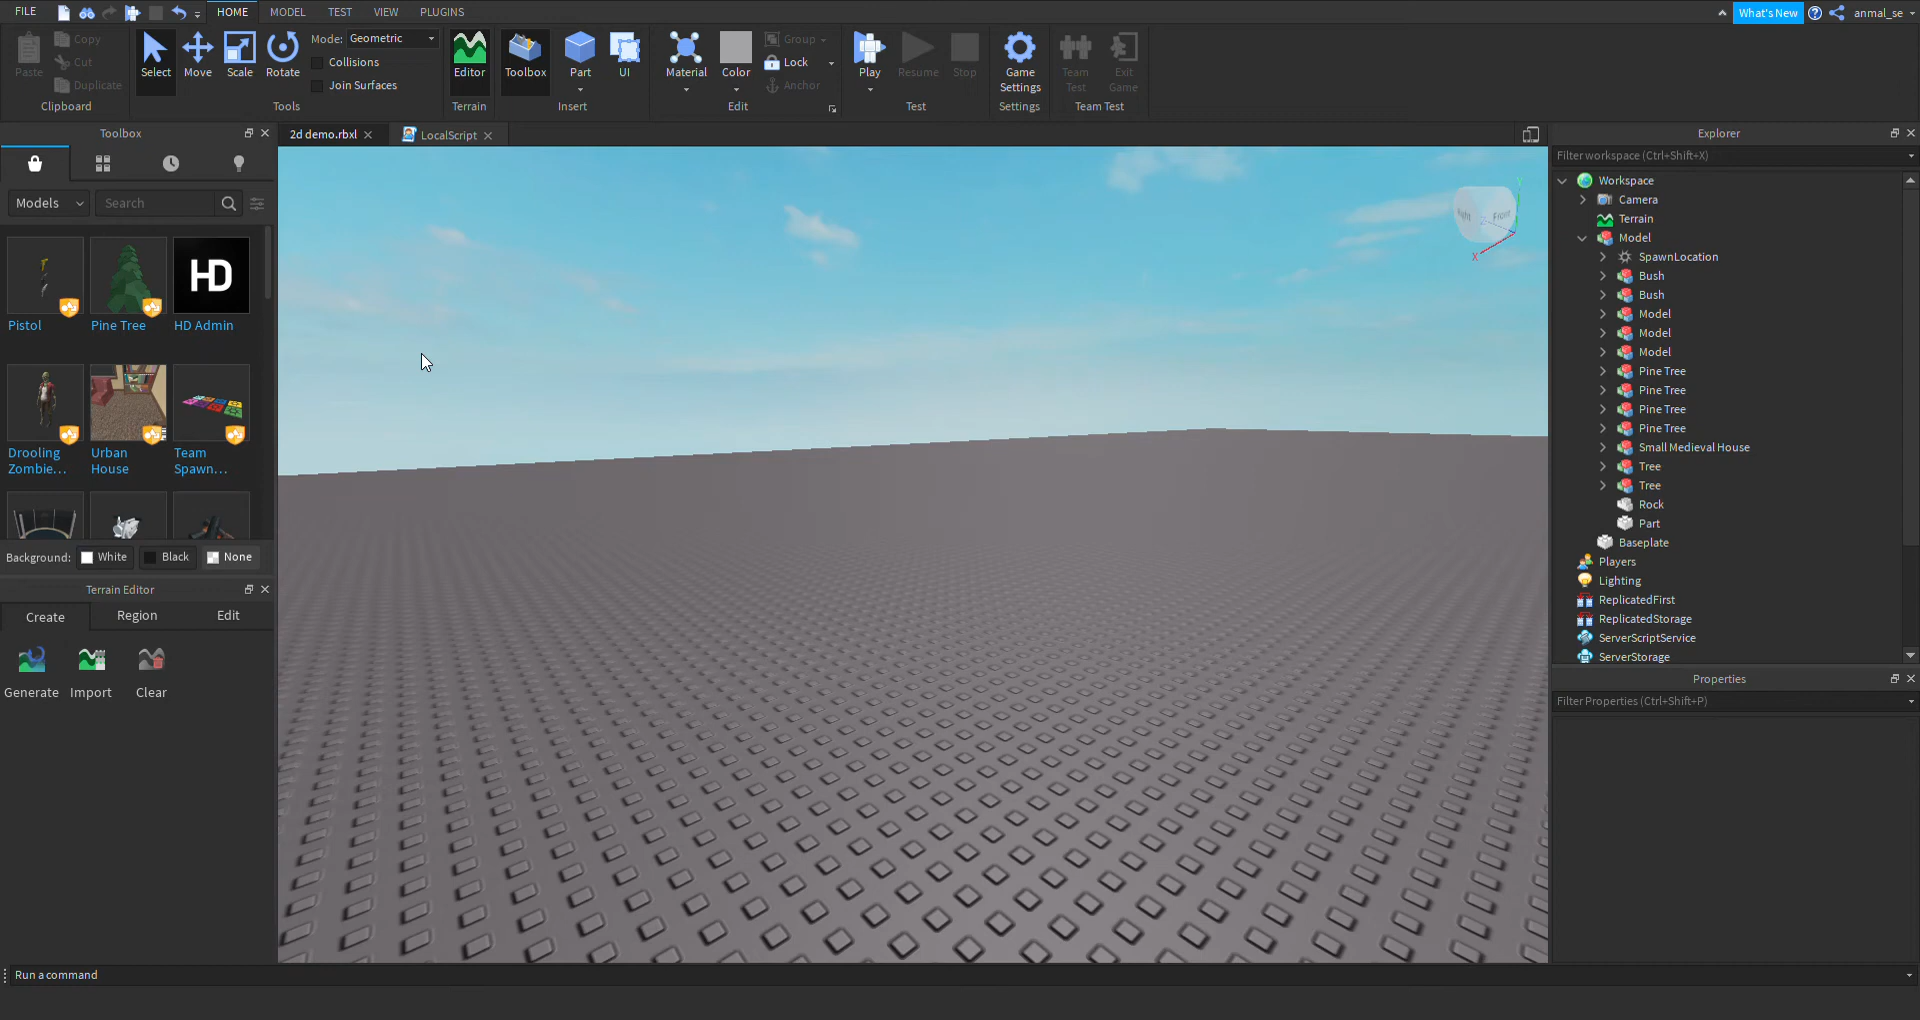 FILE HOME MODEL TEST VIEW PLUGINS What's New anmal_se
Paste Copy Cut Duplicate
Clipboard
Select Move Scale Rotate
Mode: Geometric
Collisions
Join Surfaces
Tools
Editor
Terrain
Toolbox Part UI
Insert
Material Color Group Lock Anchor
Edit
Play Resume Stop
Test
Game Settings
Settings
Team Test Exit Game
Team Test
Toolbox
2d demo.rbxl LocalScript
Explorer
Models Search
Filter workspace (Ctrl+Shift+X)
HD
Pistol Pine Tree HD Admin
Drooling Zombie...
Urban House
Team Spawn...
Background: White Black None
Terrain Editor
Create Region Edit
Generate Import Clear
Right Front
Y
Z
X
Workspace
Camera
Terrain
Model
SpawnLocation
Bush
Bush
Model
Model
Model
Pine Tree
Pine Tree
Pine Tree
Pine Tree
Small Medieval House
Tree
Tree
Rock
Part
Baseplate
Players
Lighting
ReplicatedFirst
ReplicatedStorage
ServerScriptService
ServerStorage
Properties
Filter Properties (Ctrl+Shift+P)
Run a command